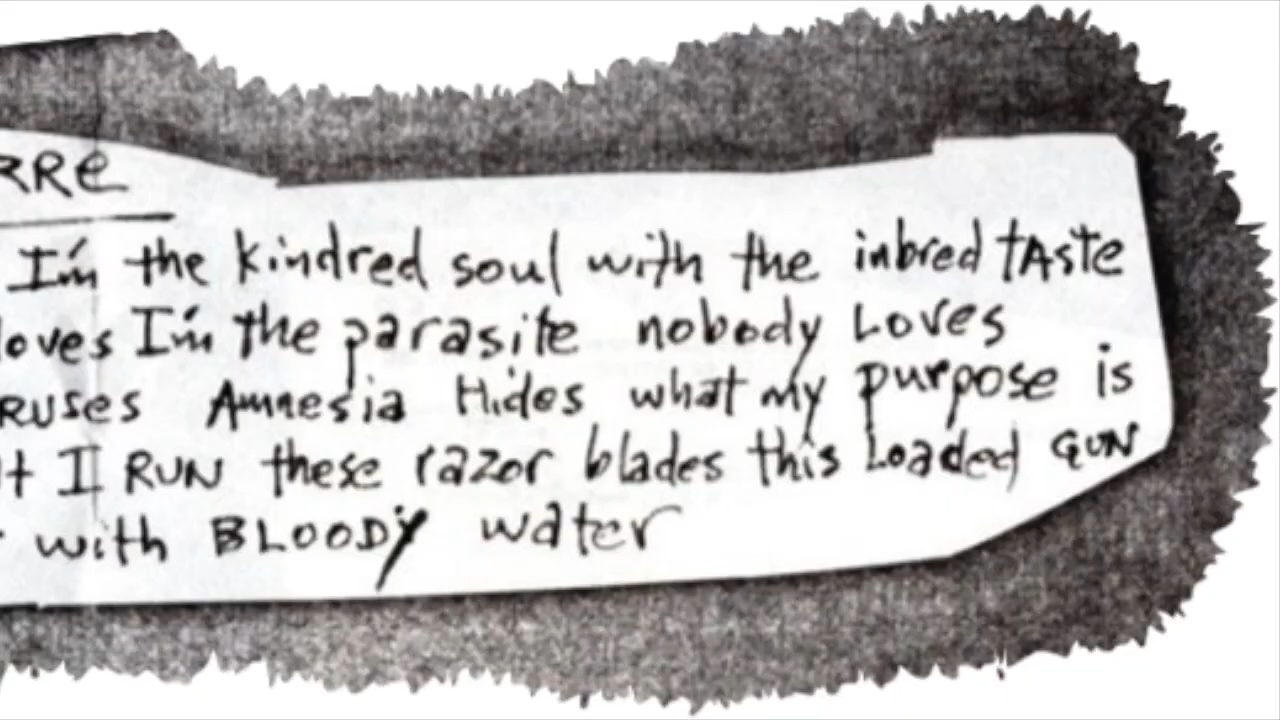 RRe
I'm the kindred soul with the inbred tAste
loves I'm the parasite nobody Loves
RUses Amnesia Hides what my purpose is
t I RUN these razor blades this Loaded GUN
with BLOODy water